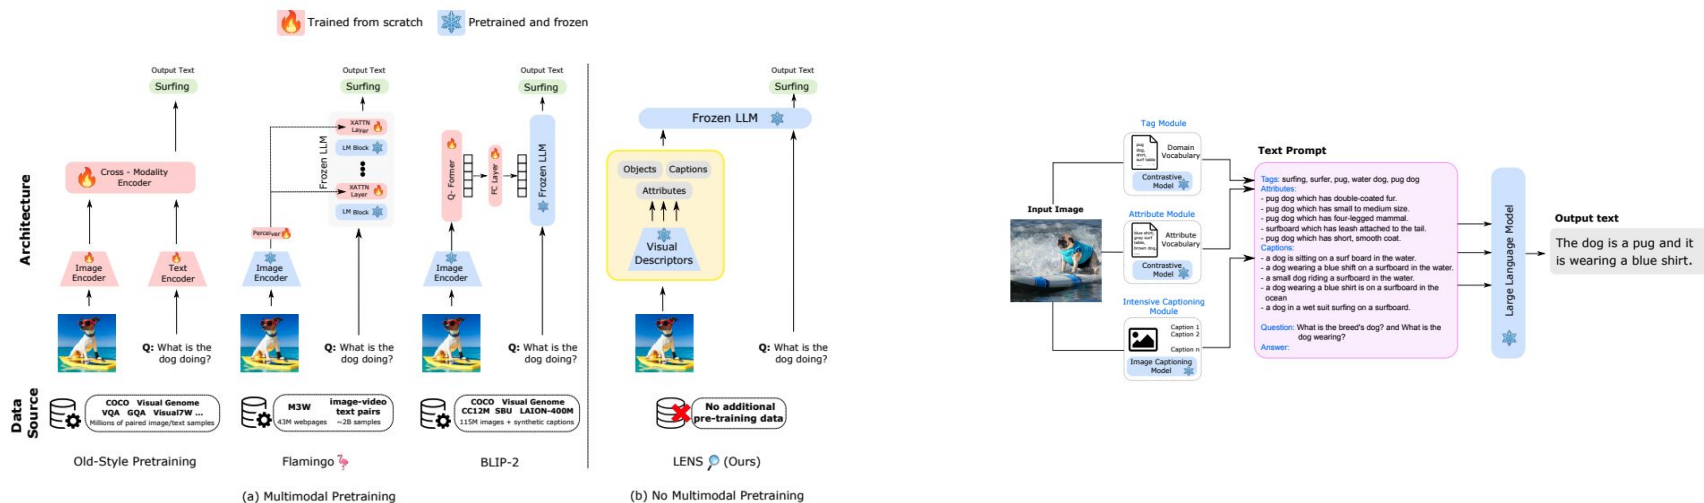 Trained from scratch
Pretrained and frozen
Architecture
Output Text
Surfing
Cross - Modality
Encoder
Image
Encoder
Text
Encoder
Q: What is the
dog doing?
Output Text
Surfing
Frozen LLM
XATTN
Layer
LM Block
XATTN
Layer
LM Block
Perceiver
Image
Encoder
Q: What is the
dog doing?
Output Text
Surfing
Q- Former
FC Layer
Frozen LLM
Image
Encoder
Q: What is the
dog doing?
Output Text
Surfing
Frozen LLM
Objects
Captions
Attributes
Visual
Descriptors
Q: What is the
dog doing?
Data
Source
COCO Visual Genome
VQA GQA Visual7W ...
Millions of paired image/text samples
M3W
43M webpages
image-video
text pairs
~2B samples
COCO Visual Genome
CC12M SBU LAION-400M
115M images + synthetic captions
No additional
pre-training data
Old-Style Pretraining
Flamingo
BLIP-2
LENS (Ours)
(a) Multimodal Pretraining
(b) No Multimodal Pretraining
Input Image
Tag Module
pug
dog,
shirt,
surf table
Domain
Vocabulary
Contrastive
Model
Attribute Module
blue shirt,
grey surf
table,
brown dog,
Attribute
Vocabulary
Contrastive
Model
Intensive Captioning
Module
Caption 1
Caption 2
Caption n
Image Captioning
Model
Text Prompt
Tags: surfing, surfer, pug, water dog, pug dog
Attributes:
- pug dog which has double-coated fur.
- pug dog which has small to medium size.
- pug dog which has four-legged mammal.
- surfboard which has leash attached to the tail.
- pug dog which has short, smooth coat.
Captions:
- a dog is sitting on a surf board in the water.
- a dog wearing a blue shift on a surfboard in the water.
- a small dog riding a surfboard in the water.
- a dog wearing a blue shirt is on a surfboard in the
ocean
- a dog in a wet suit surfing on a surfboard.
Question: What is the breed's dog? and What is the
dog wearing?
Answer:
Large Language Model
Output text
The dog is a pug and it
is wearing a blue shirt.